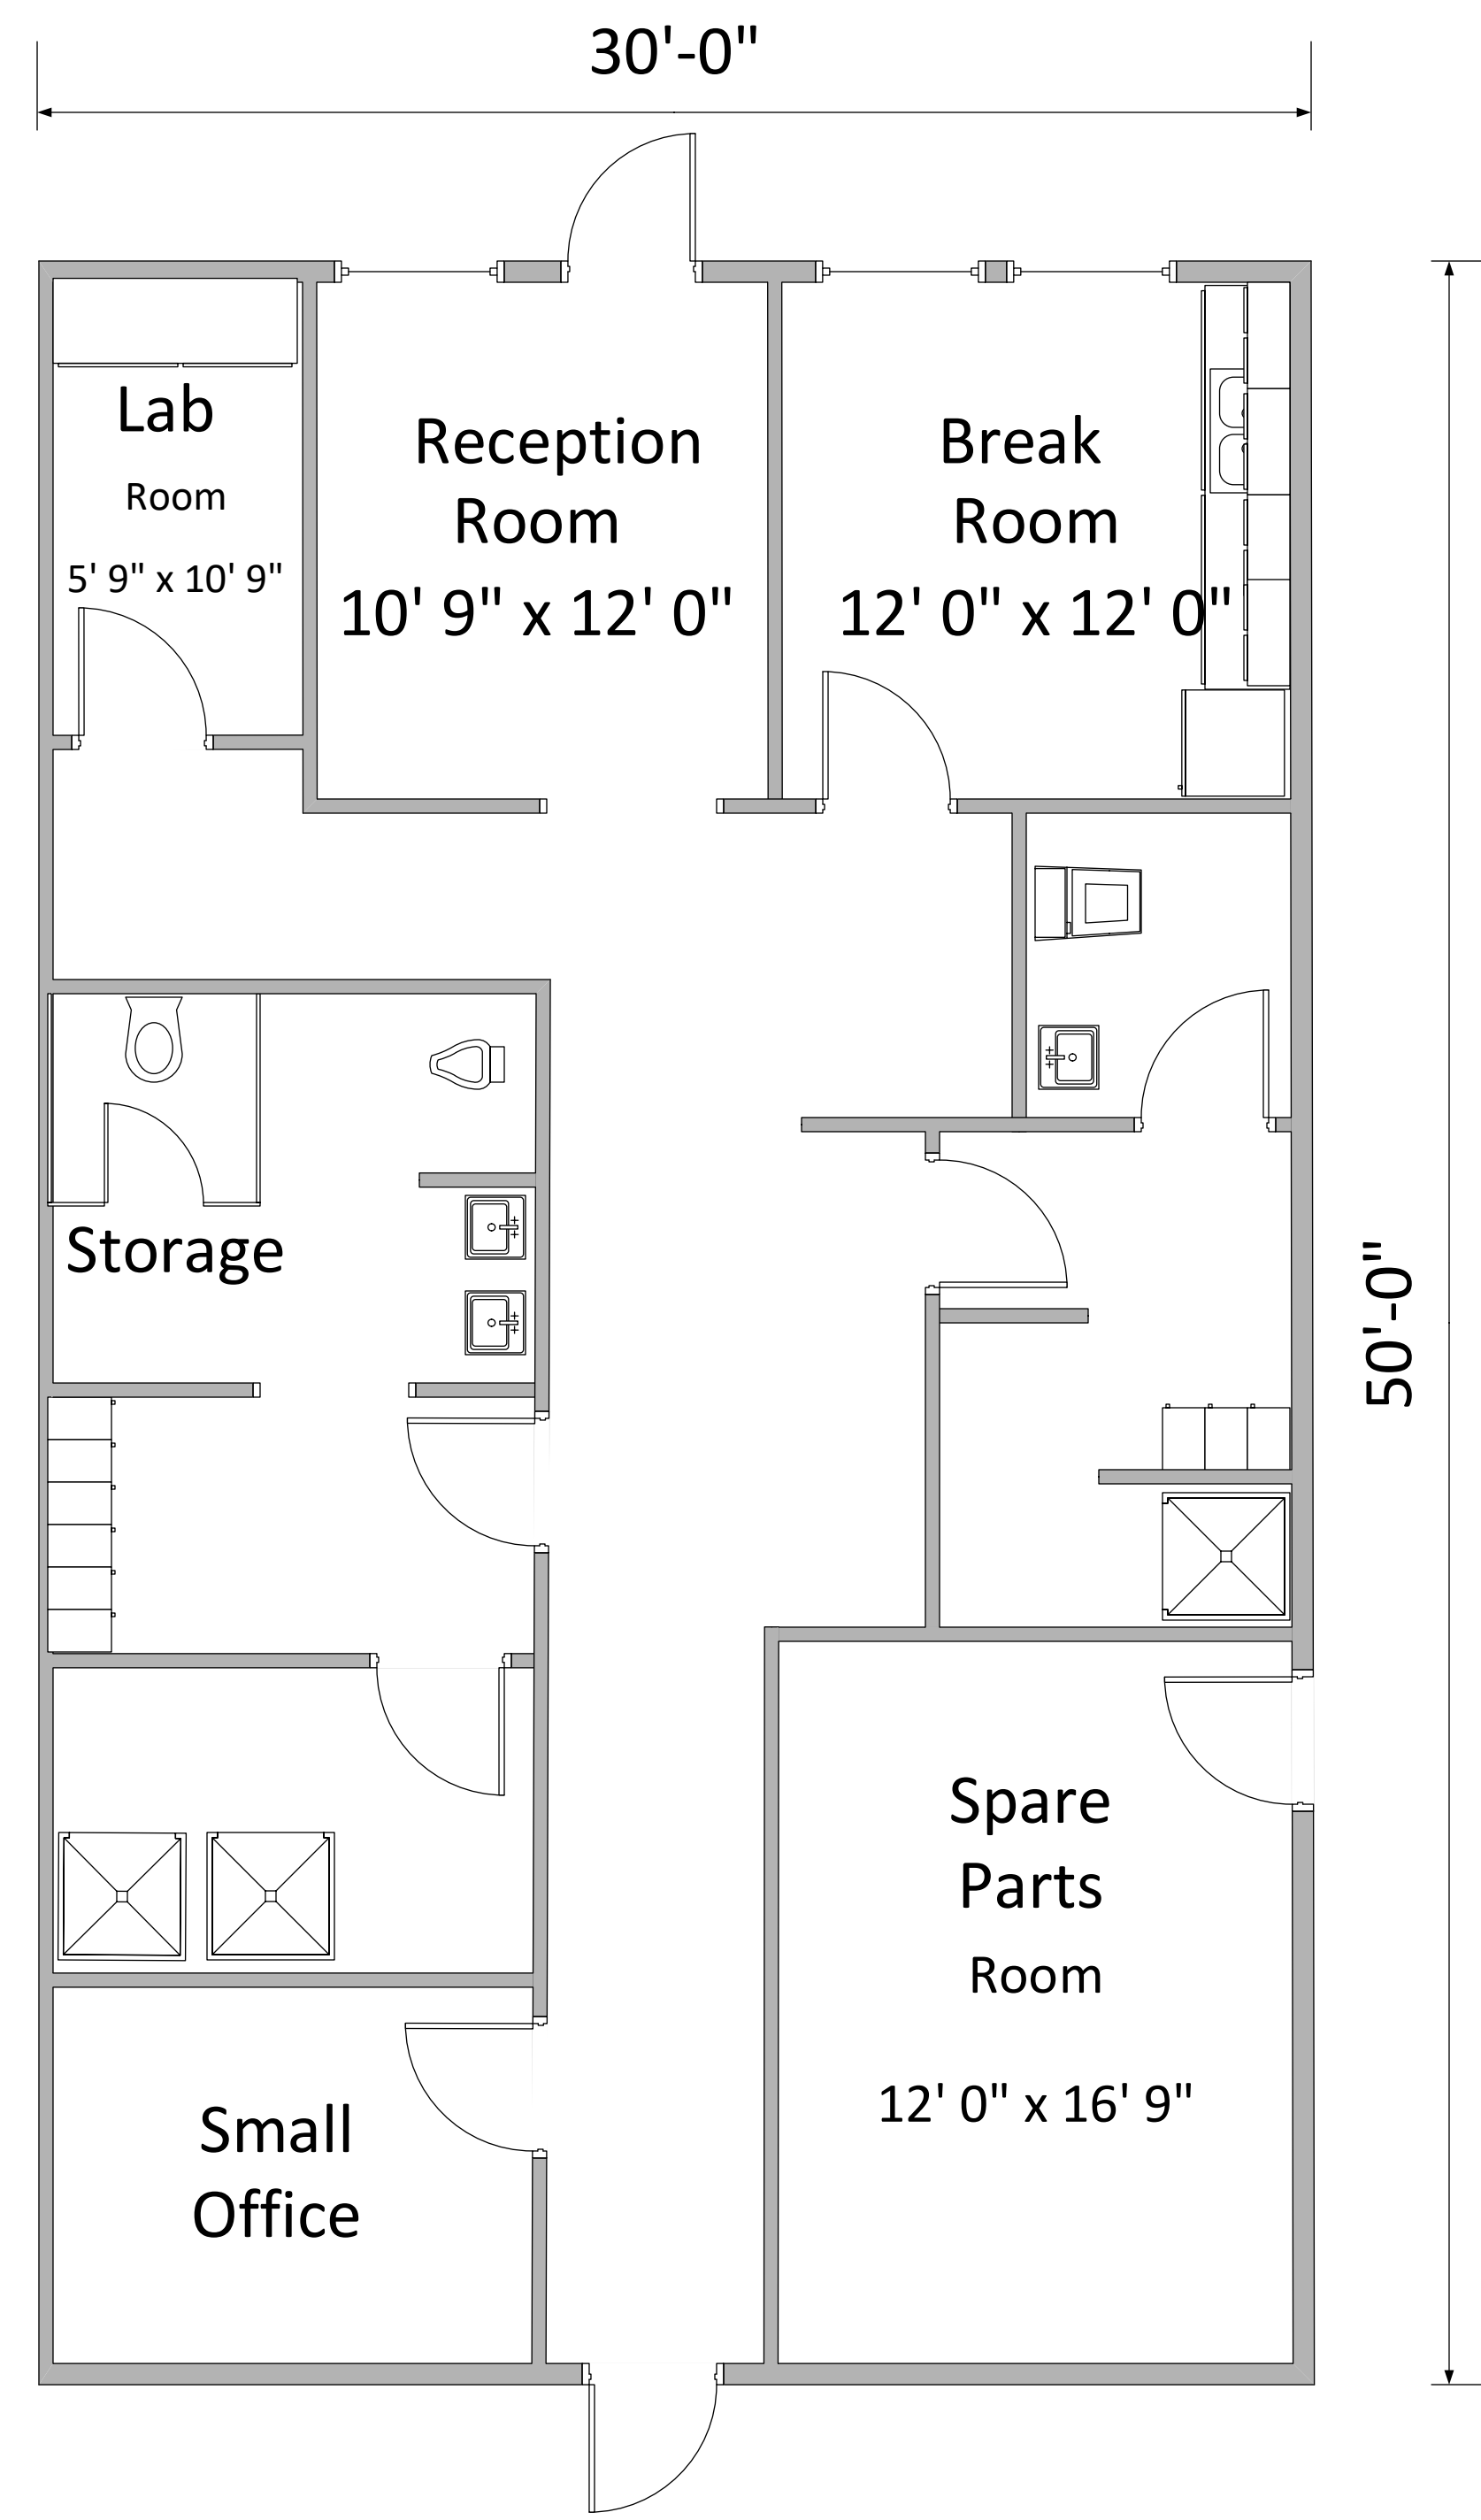 30'-0"
Lab
Room
5' 9" x 10' 9"
Reception
Room
10' 9" x 12' 0"
Break
Room
12' 0" x 12' 0"
Storage
50'-0"
Spare
Parts
Room
12' 0" x 16' 9"
Small
Office